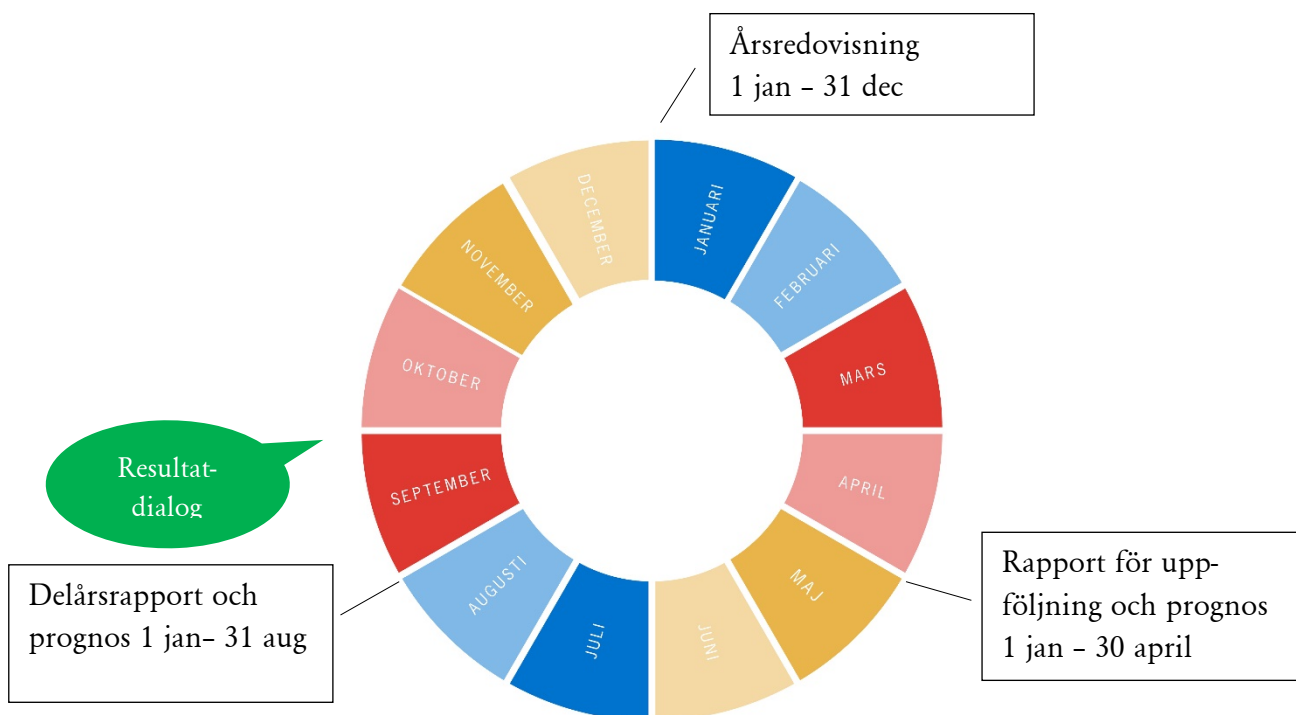 Årsredovisning
1 jan – 31 dec
JANUARI
FEBRUARI
MARS
APRIL
MAJ
JUNI
JULI
AUGUSTI
SEPTEMBER
OKTOBER
NOVEMBER
DECEMBER
Resultat-
dialog
Delårsrapport och
prognos 1 jan– 31 aug
Rapport för upp-
följning och prognos
1 jan – 30 april